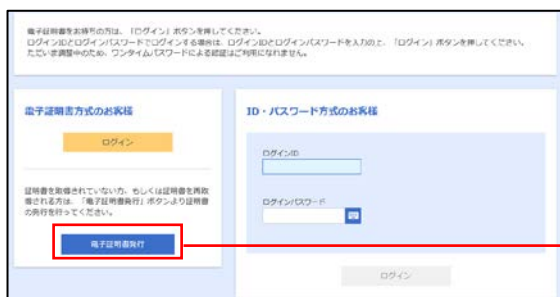 電子証明書をお持ちの方は、「ログイン」ボタンを押してください。
ログインIDとログインパスワードでログインする場合は、ログインIDとログインパスワードを入力の上、「ログイン」ボタンを押してください。
ただいま調整中のため、ワンタイムパスワードによる認証はご利用になれません。
電子証明書方式のお客様
ログイン
証明書を取得されていない方、もしくは証明書を再取
得される方は、「電子証明書発行」ボタンより証明書
の発行を行ってください。
電子証明書発行
ID・パスワード方式のお客様
ログインID
ログインパスワード
ログイン